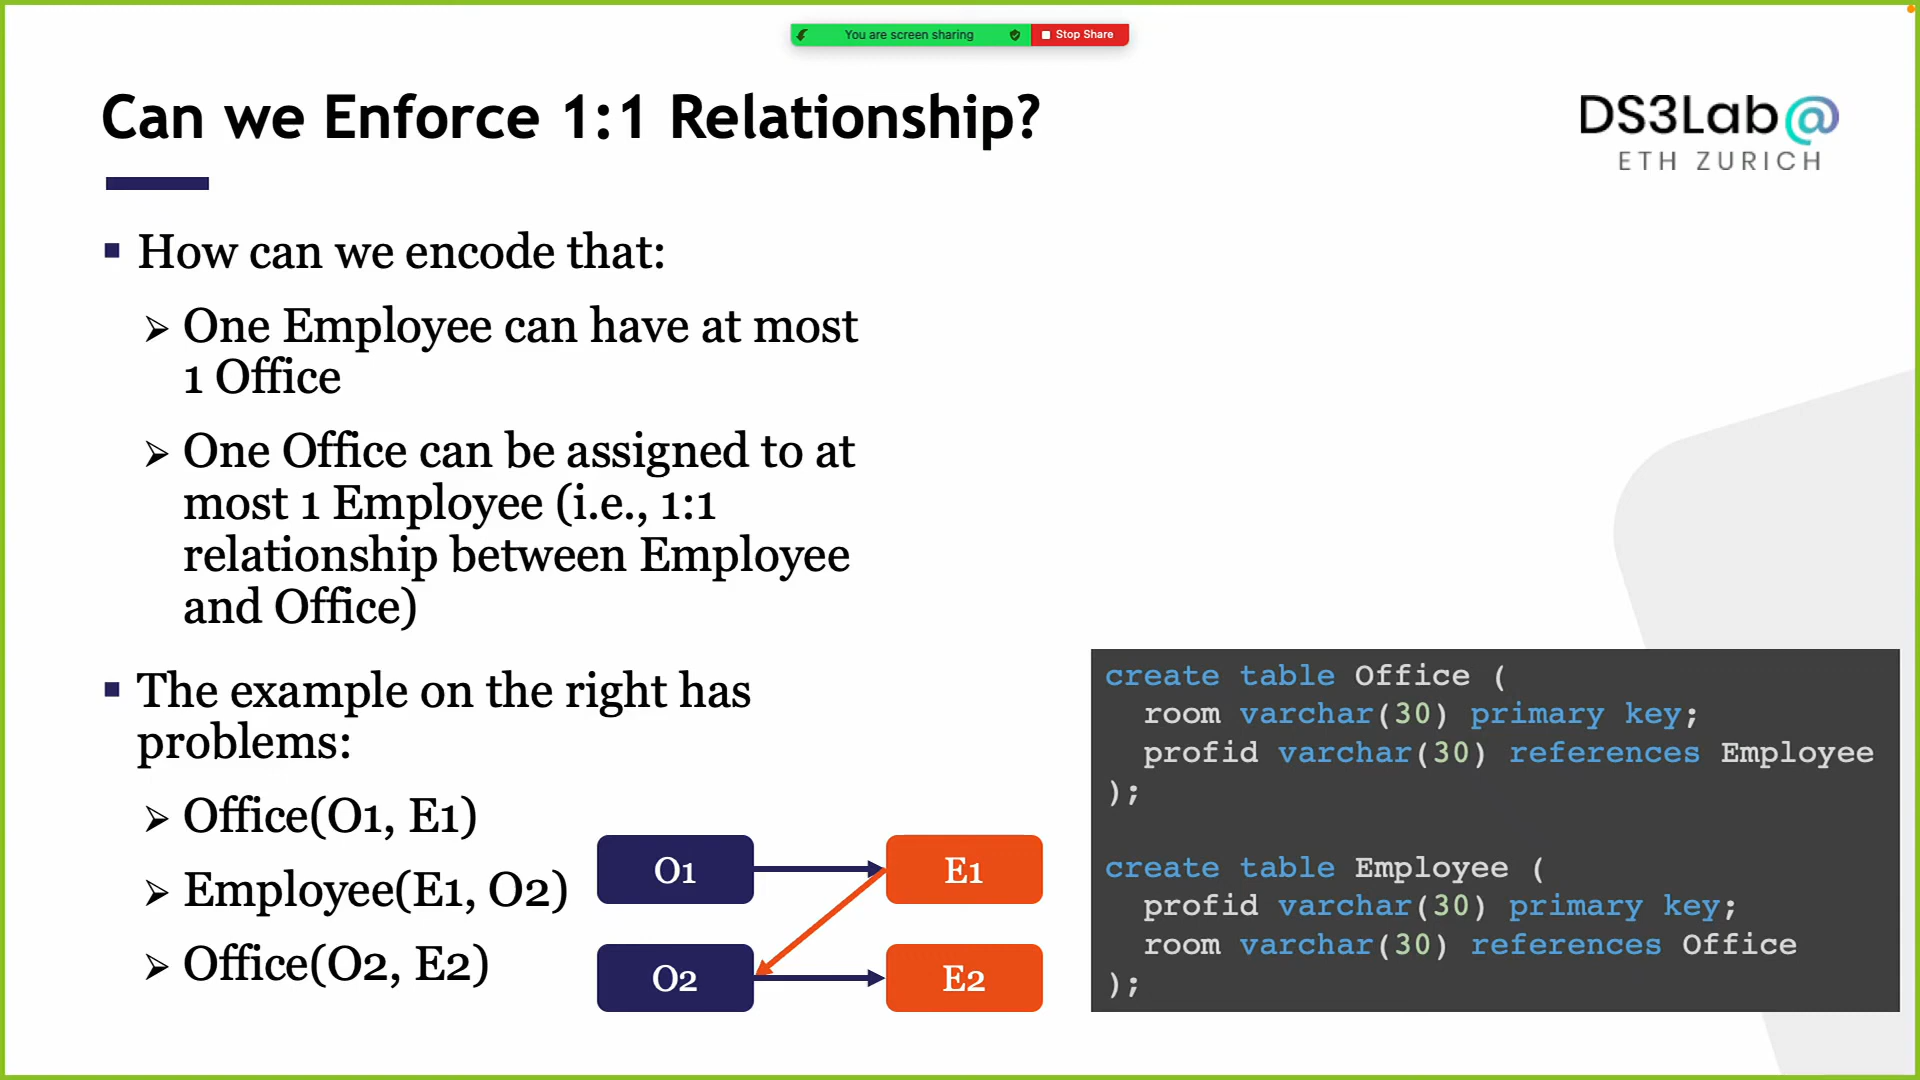 You are screen sharing
Stop Share
Can we Enforce 1:1 Relationship?
DS3Lab@
ETH ZURICH
▪ How can we encode that:
➢ One Employee can have at most
1 Office
➢ One Office can be assigned to at
most 1 Employee (i.e., 1:1
relationship between Employee
and Office)
▪ The example on the right has
problems:
➢ Office(O1, E1)
➢ Employee(E1, O2)
➢ Office(O2, E2)
O1
E1
O2
E2
create table Office (
  room varchar(30) primary key;
  profid varchar(30) references Employee
);
create table Employee (
  profid varchar(30) primary key;
  room varchar(30) references Office
);